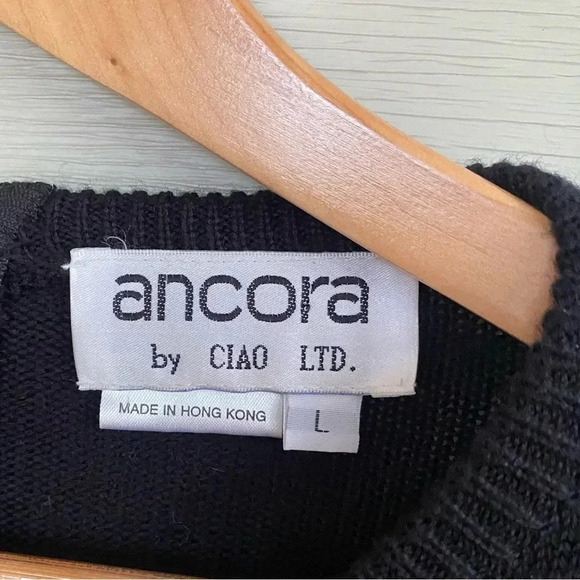 ancora
by CIAO LTD.
MADE IN HONG KONG
L